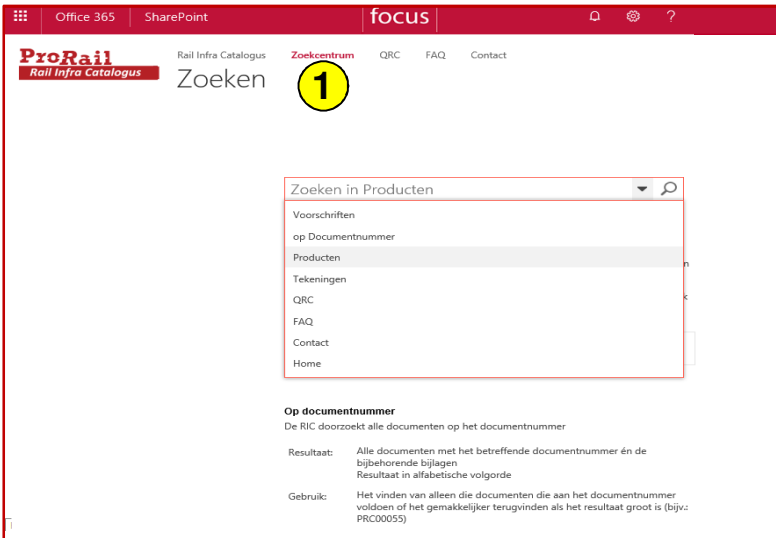 Office 365 SharePoint |focus| ?
ProRail
Rail Infra Catalogus
Rail Infra Catalogus Zoekcentrum QRC FAQ Contact
Zoeken
1
Zoeken in Producten
Voorschriften
op Documentnummer
Producten
Tekeningen
QRC
FAQ
Contact
Home
Op documentnummer
De RIC doorzoekt alle documenten op het documentnummer
Resultaat: Alle documenten met het betreffende documentnummer én de
bijbehorende bijlagen
Resultaat in alfabetische volgorde
Gebruik: Het vinden van alleen die documenten die aan het documentnummer
voldoen of het gemakkelijker terugvinden als het resultaat groot is (bijv.:
PRC00055)